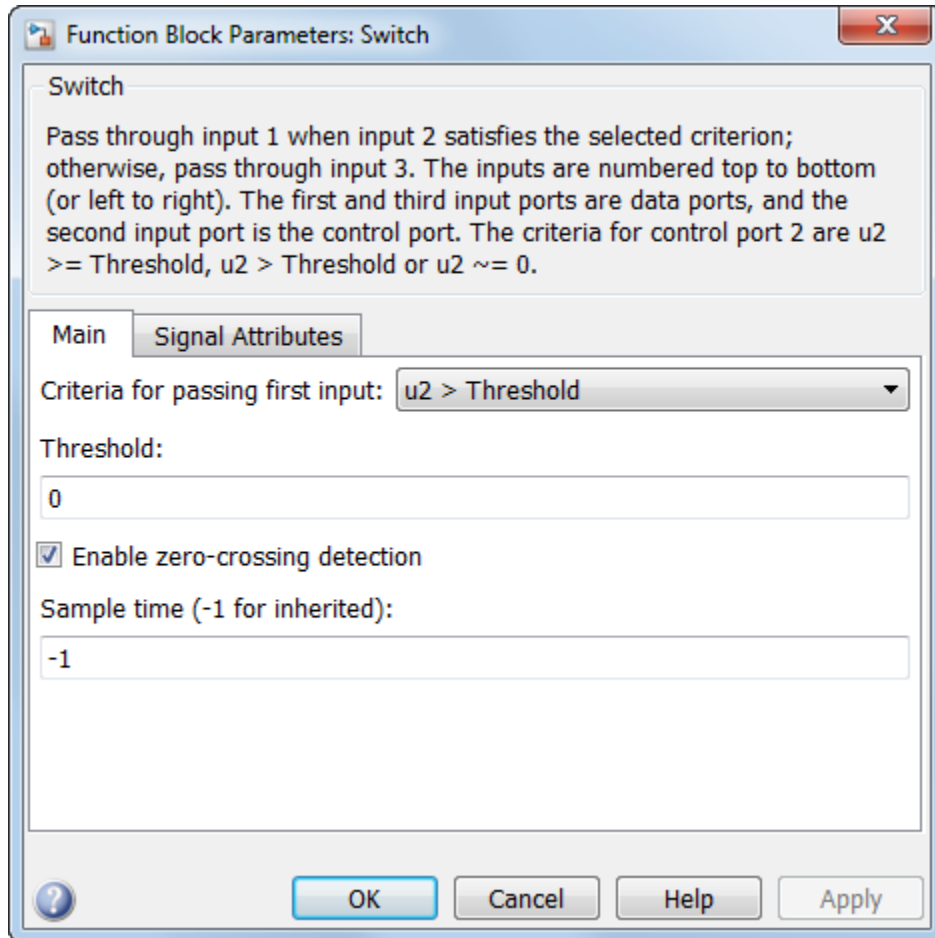 Function Block Parameters: Switch
Switch
Pass through input 1 when input 2 satisfies the selected criterion;
otherwise, pass through input 3. The inputs are numbered top to bottom
(or left to right). The first and third input ports are data ports, and the
second input port is the control port. The criteria for control port 2 are u2
>= Threshold, u2 > Threshold or u2 ~= 0.
Main Signal Attributes
Criteria for passing first input: u2 > Threshold
Threshold:
0
Enable zero-crossing detection
Sample time (-1 for inherited):
-1
? OK Cancel Help Apply